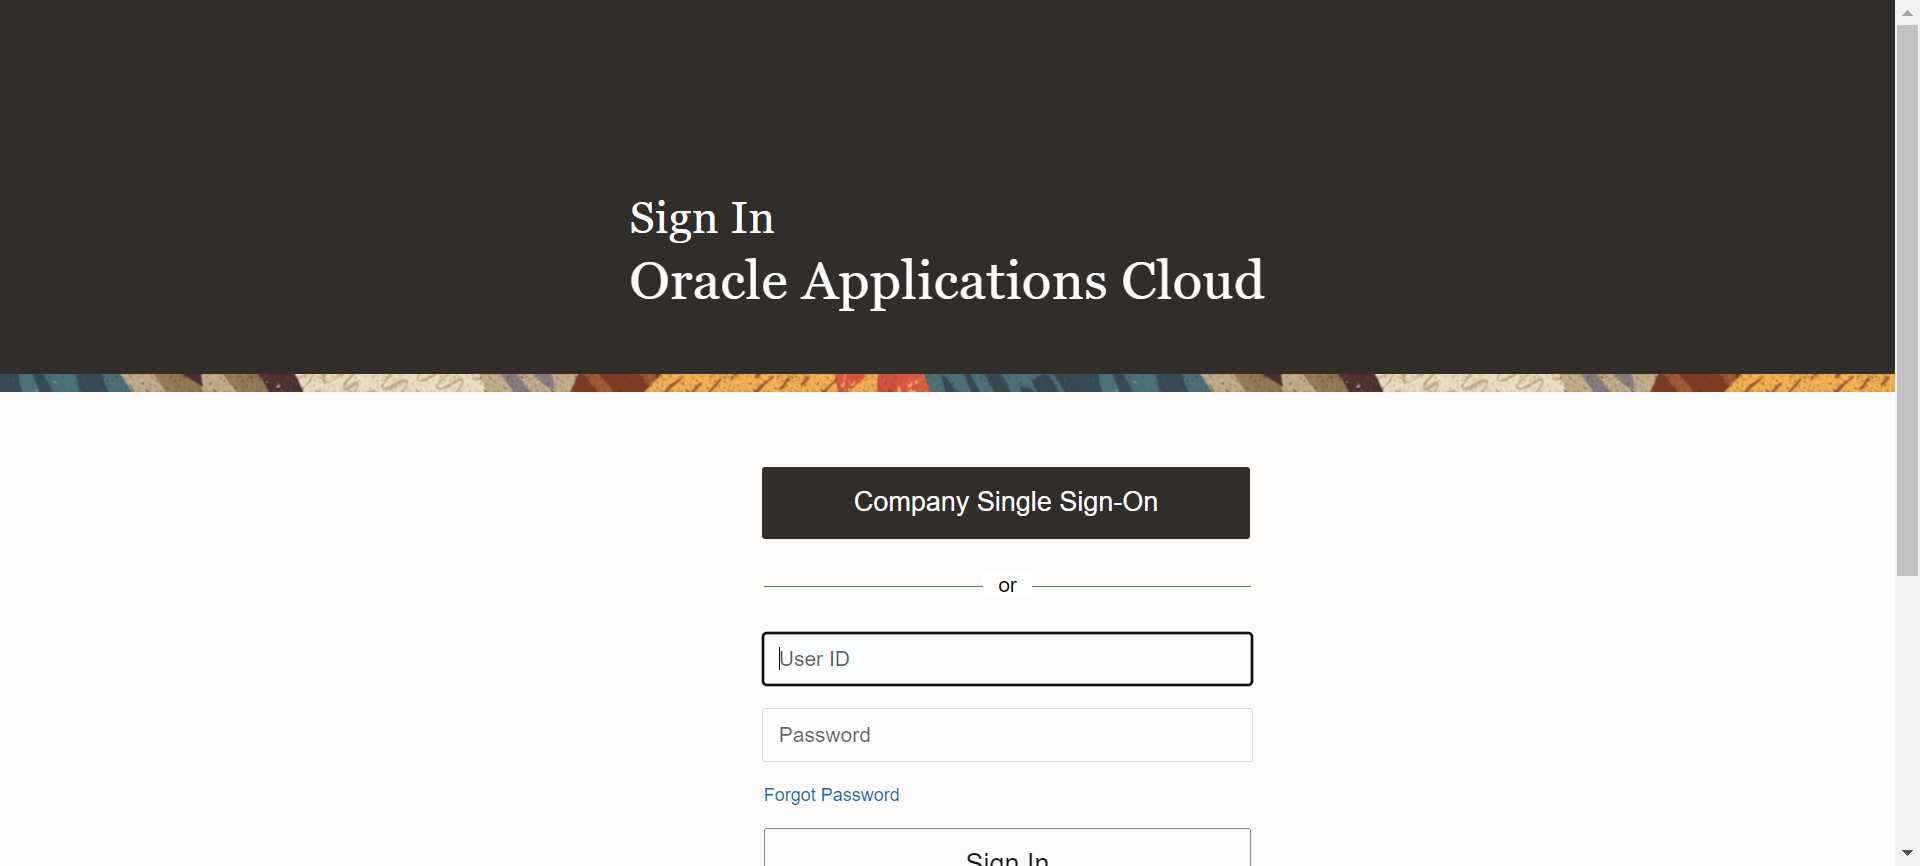 Sign In
Oracle Applications Cloud
Company Single Sign-On
or
User ID
Password
Forgot Password
Sign In